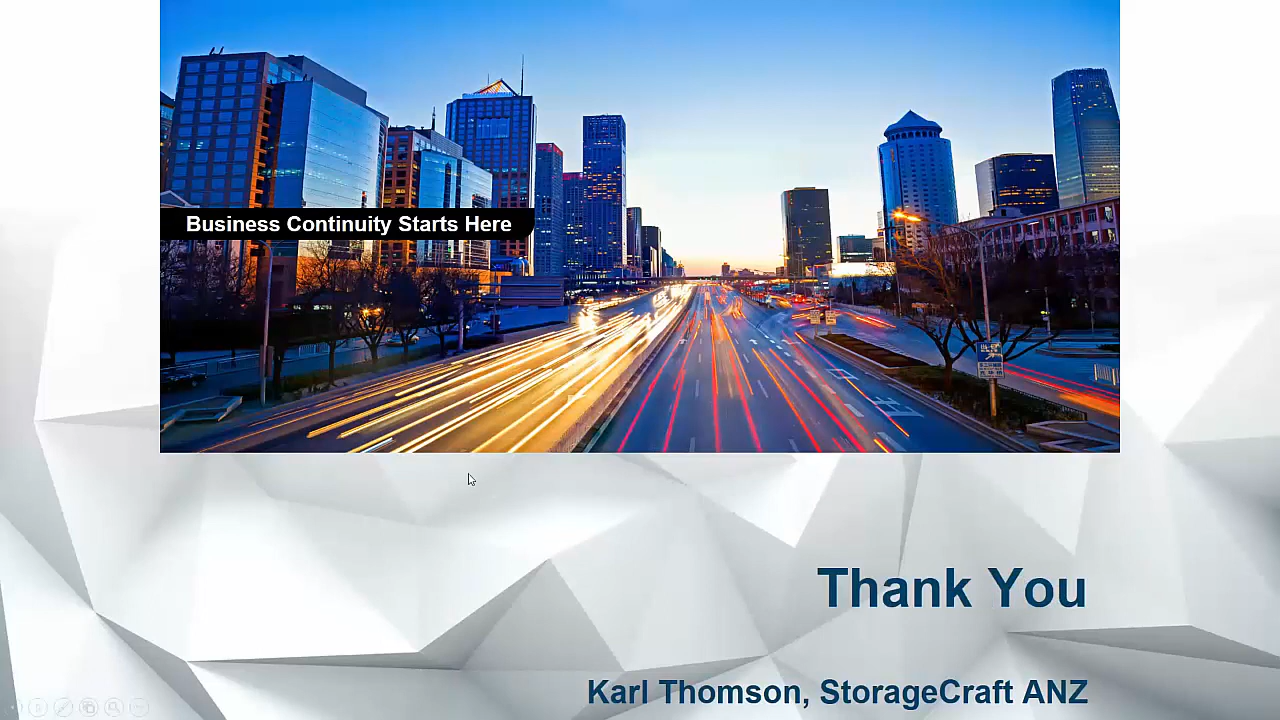 Business Continuity Starts Here
Thank You
Karl Thomson, StorageCraft ANZ